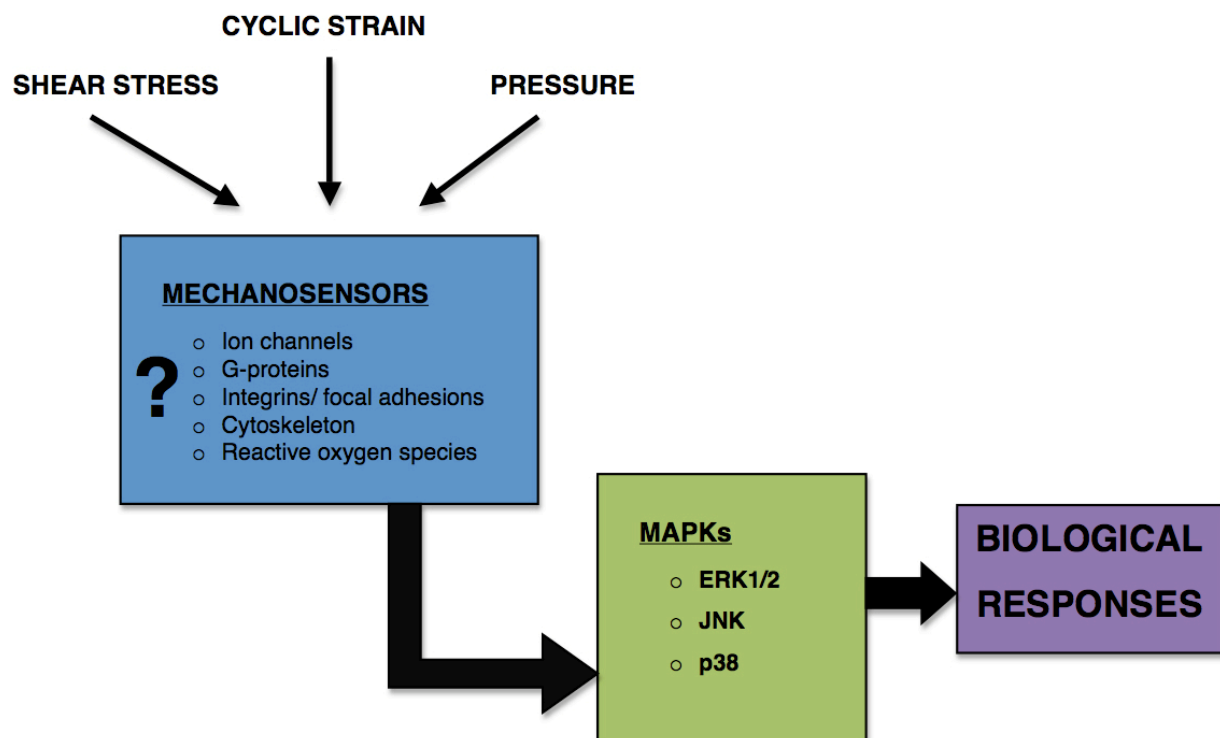 CYCLIC STRAIN
SHEAR STRESS
PRESSURE
MECHANOSENSORS
?
○ Ion channels
○ G-proteins
○ Integrins/ focal adhesions
○ Cytoskeleton
○ Reactive oxygen species
MAPKs
○ ERK1/2
○ JNK
○ p38
BIOLOGICAL
RESPONSES